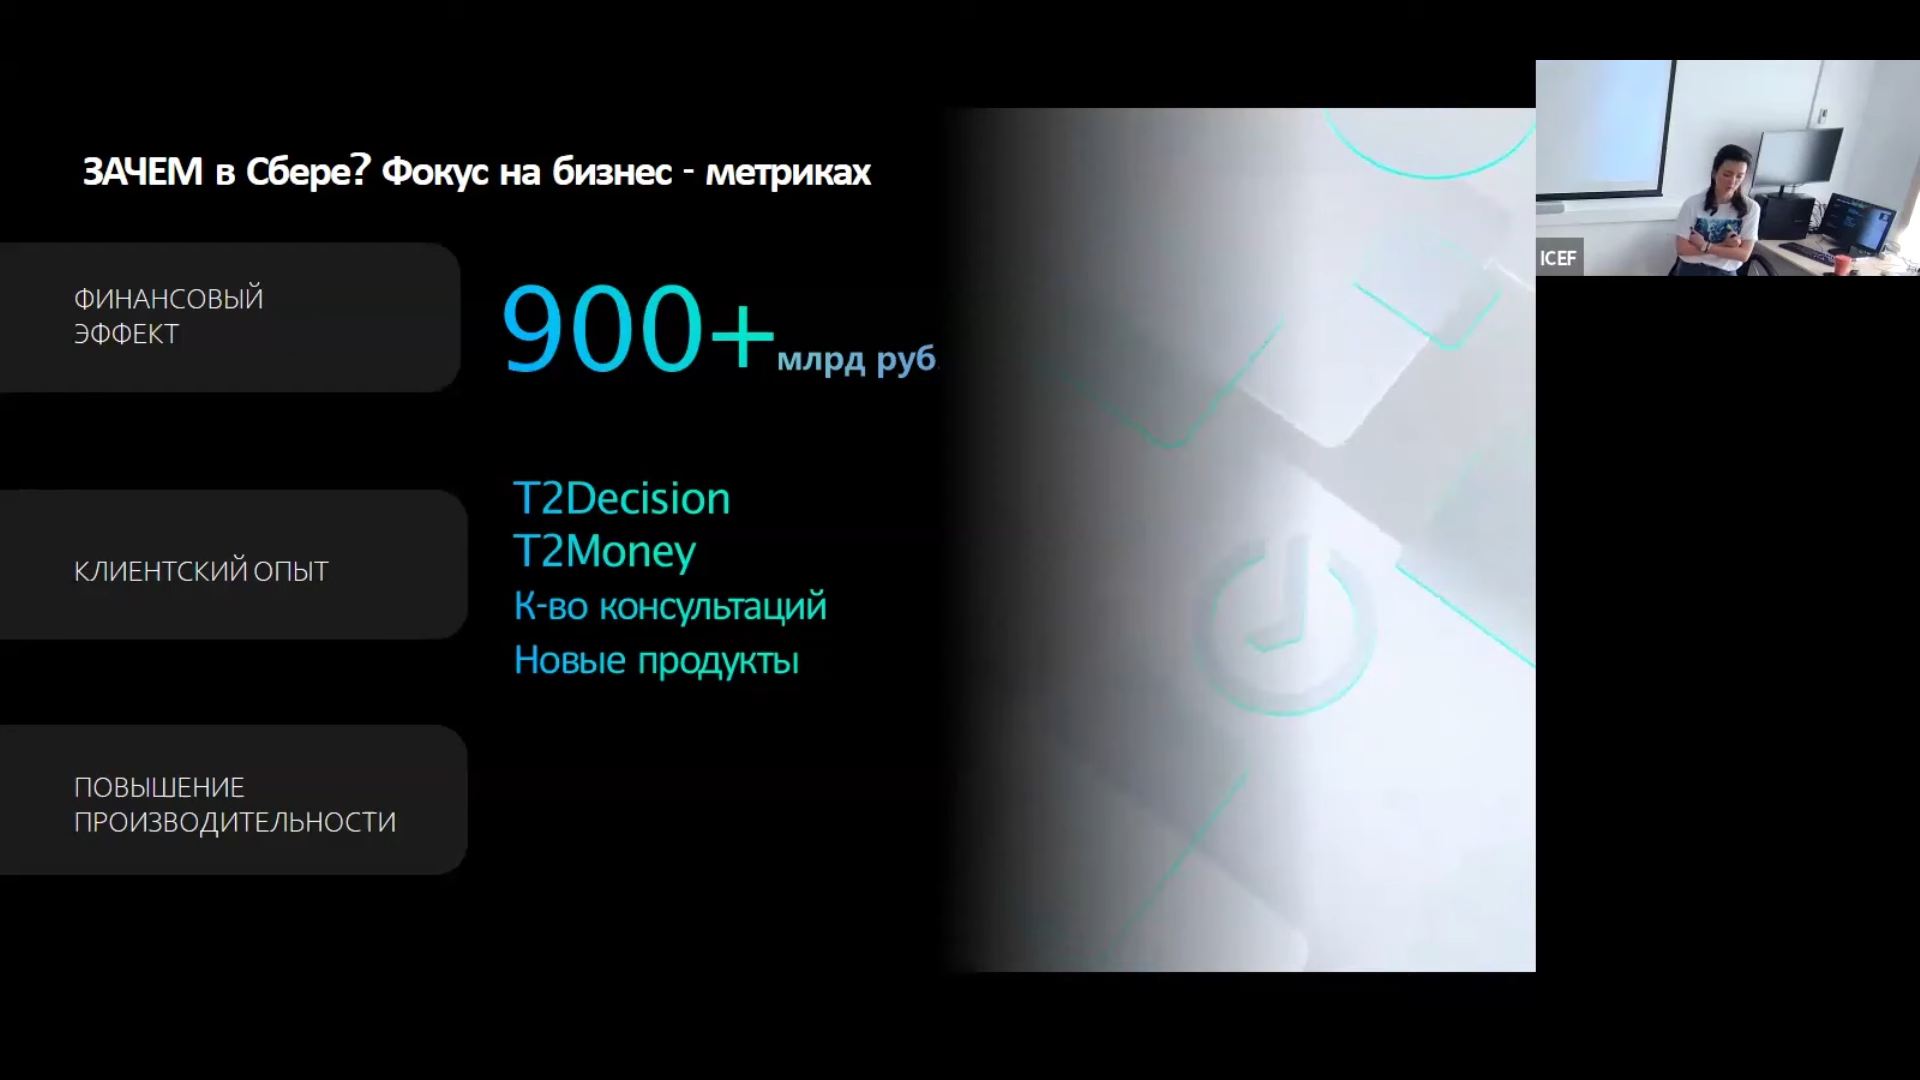 ЗАЧЕМ в Сбере? Фокус на бизнес - метриках
ФИНАНСОВЫЙ
ЭФФЕКТ
900+ млрд руб.
КЛИЕНТСКИЙ ОПЫТ
T2Decision
T2Money
К-во консультаций
Новые продукты
ПОВЫШЕНИЕ
ПРОИЗВОДИТЕЛЬНОСТИ
ICEF